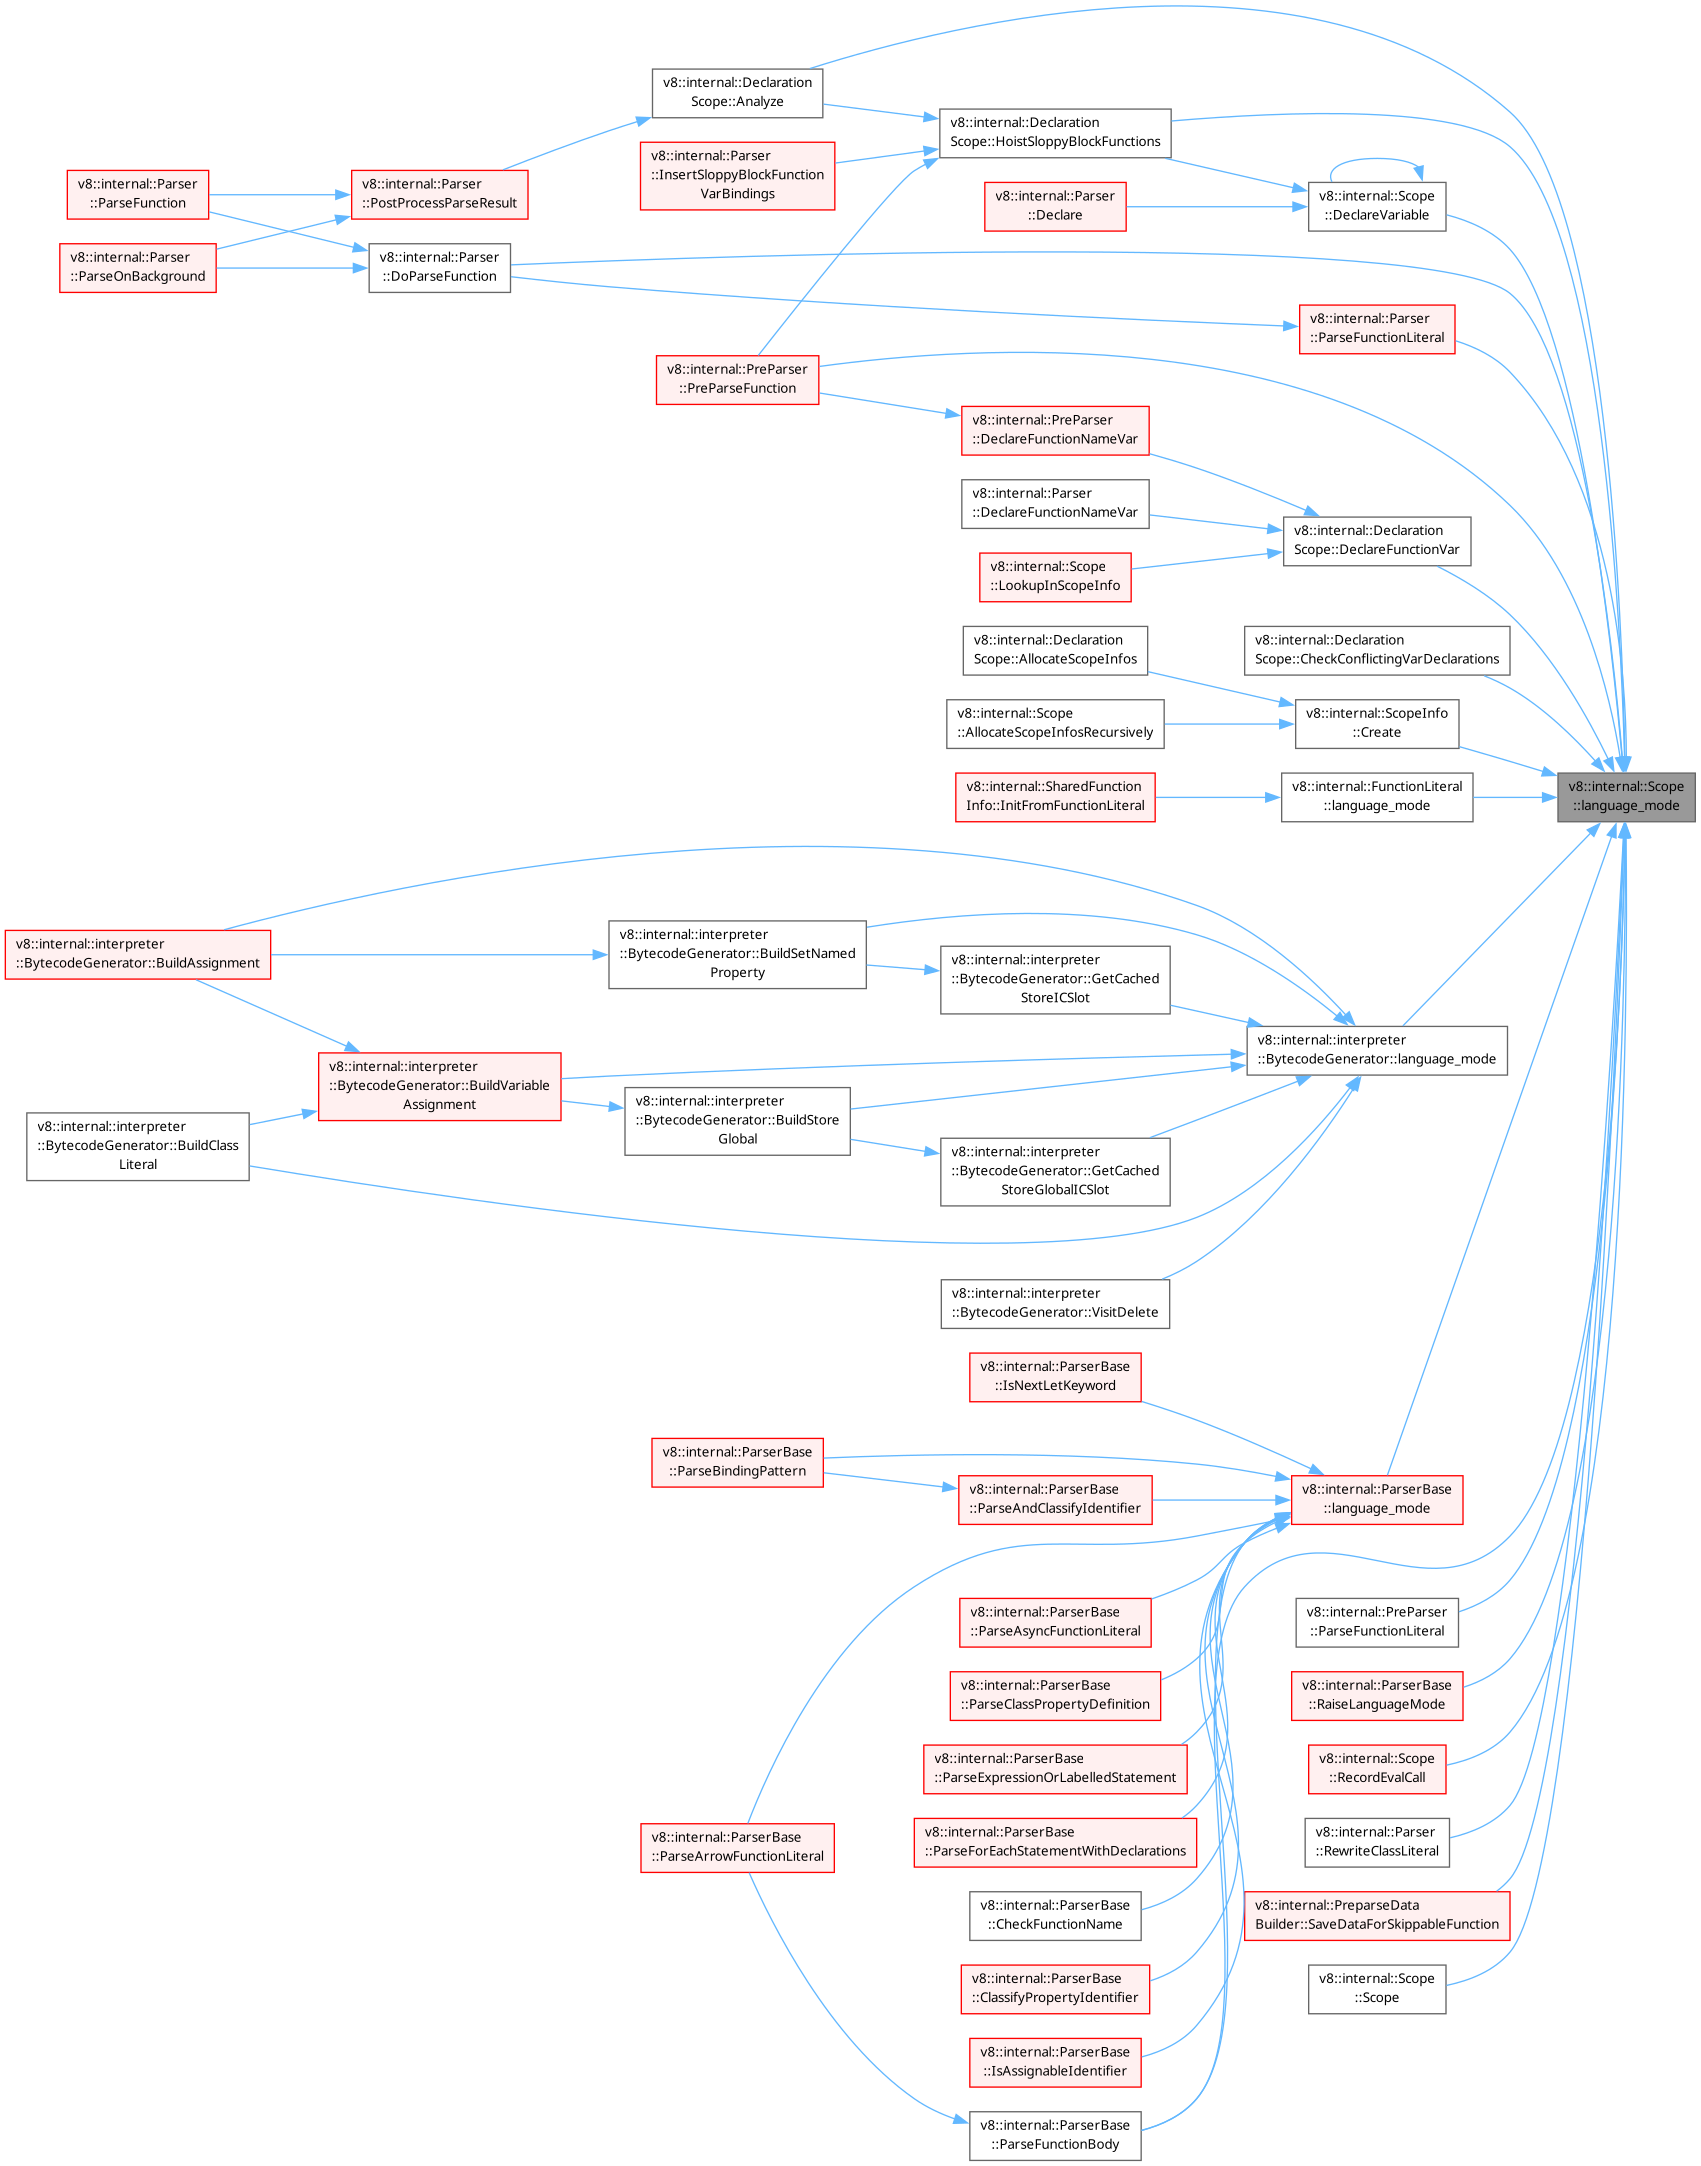 v8::internal::Declaration
Scope::Analyze
v8::internal::Declaration
Scope::HoistSloppyBlockFunctions
v8::internal::Parser
::InsertSloppyBlockFunction
VarBindings
v8::internal::Parser
::ParseFunction
v8::internal::Parser
::PostProcessParseResult
v8::internal::Parser
::Declare
v8::internal::Scope
::DeclareVariable
v8::internal::Parser
::ParseOnBackground
v8::internal::Parser
::DoParseFunction
v8::internal::Parser
::ParseFunctionLiteral
v8::internal::PreParser
::PreParseFunction
v8::internal::PreParser
::DeclareFunctionNameVar
v8::internal::Parser
::DeclareFunctionNameVar
v8::internal::Declaration
Scope::DeclareFunctionVar
v8::internal::Scope
::LookupInScopeInfo
v8::internal::Declaration
Scope::AllocateScopeInfos
v8::internal::Declaration
Scope::CheckConflictingVarDeclarations
v8::internal::Scope
::AllocateScopeInfosRecursively
v8::internal::ScopeInfo
::Create
v8::internal::SharedFunction
Info::InitFromFunctionLiteral
v8::internal::FunctionLiteral
::language_mode
v8::internal::Scope
::language_mode
v8::internal::interpreter
::BytecodeGenerator::BuildAssignment
v8::internal::interpreter
::BytecodeGenerator::BuildSetNamed
Property
v8::internal::interpreter
::BytecodeGenerator::GetCached
StoreICSlot
v8::internal::interpreter
::BytecodeGenerator::language_mode
v8::internal::interpreter
::BytecodeGenerator::BuildVariable
Assignment
v8::internal::interpreter
::BytecodeGenerator::BuildStore
Global
v8::internal::interpreter
::BytecodeGenerator::BuildClass
Literal
v8::internal::interpreter
::BytecodeGenerator::GetCached
StoreGlobalICSlot
v8::internal::interpreter
::BytecodeGenerator::VisitDelete
v8::internal::ParserBase
::IsNextLetKeyword
v8::internal::ParserBase
::ParseBindingPattern
v8::internal::ParserBase
::ParseAndClassifyIdentifier
v8::internal::ParserBase
::language_mode
v8::internal::ParserBase
::ParseAsyncFunctionLiteral
v8::internal::PreParser
::ParseFunctionLiteral
v8::internal::ParserBase
::ParseClassPropertyDefinition
v8::internal::ParserBase
::RaiseLanguageMode
v8::internal::ParserBase
::ParseExpressionOrLabelledStatement
v8::internal::Scope
::RecordEvalCall
v8::internal::ParserBase
::ParseArrowFunctionLiteral
v8::internal::ParserBase
::ParseForEachStatementWithDeclarations
v8::internal::Parser
::RewriteClassLiteral
v8::internal::ParserBase
::CheckFunctionName
v8::internal::PreparseData
Builder::SaveDataForSkippableFunction
v8::internal::ParserBase
::ClassifyPropertyIdentifier
v8::internal::Scope
::Scope
v8::internal::ParserBase
::IsAssignableIdentifier
v8::internal::ParserBase
::ParseFunctionBody